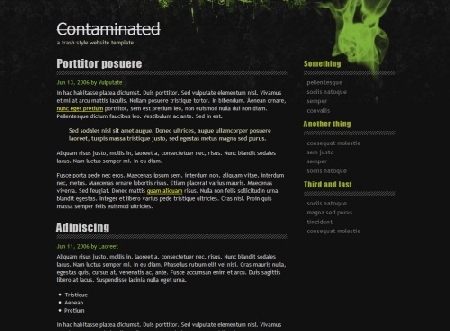 Contaminated
a trash-style website template
Porttitor posuere
Jun 13, 2006 by Vulputate
In hac habitasse platea dictumst. Duis porttitor. Sed vulputate elementum nisl. Vivamus
et mi at arcu mattis iaculis. Nullam posuere tristique tortor. In bibendum. Aenean ornare,
nunc eget pretium porttitor, sem est pretium leo, non euismod nulla dui non diam.
Pellentesque dictum faucibus leo. Vestibulum ac ante. Sed in est.
Sed sodales nisl sit amet augue. Donec ultrices, augue ullamcorper posuere
laoreet, turpis massa tristique justo, sed egestas metus magna sed purus.
Aliquam risus justo, mollis in, laoreet a, consectetuer nec, risus. Nunc blandit sodales
lacus. Nam luctus semper mi. In eu diam.
Fusce porta pede nec eros. Maecenas ipsum sem, interdum non, aliquam vitae, interdum
nec, metus. Maecenas ornare lobortis risus. Etiam placerat varius mauris. Maecenas
viverra. Sed feugiat. Donec mattis quam aliquam risus. Nulla non felis sollicitudin urna
blandit egestas. Integer et libero varius pede tristique ultricies. Cras nisl. Proin quis
massa semper felis euismod ultricies.
Adipiscing
Jun 11, 2006 by Laoreet
Aliquam risus justo, mollis in, laoreet a, consectetuer nec, risus. Nunc blandit sodales
lacus. Nam luctus semper mi. In eu diam. Phasellus rutrum elit vel nisi. Cras mauris nulla,
egestas quis, cursus at, venenatis ac, ante. Fusce accumsan enim et arcu. Duis sagittis
libero at lacus. Suspendisse lacinia nulla eget urna.
Tristique
Aenean
Pretium
In hac habitasse platea dictumst. Duis porttitor. Sed vulputate elementum nisl. Vivamus
Something
pellentesque
sociis natoque
semper
convallis
Another thing
consequat molestie
sem justo
semper
sociis natoque
Third and last
sociis natoque
magna sed purus
tincidunt
consequat molestie